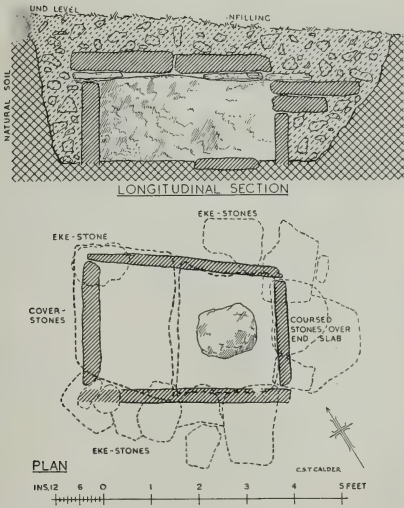 UND LEVEL
NFILLING
NATURAL SOIL
LONGITUDINAL SECTION
EKE-STONES
EKE-STONE
COVER-
STONES
COURSED
STONES, OVER
END SLAB
EKE-STONES
PLAN
C.S.T. CALDER
INS,12 6 0 1 2 3 4 5 FEET